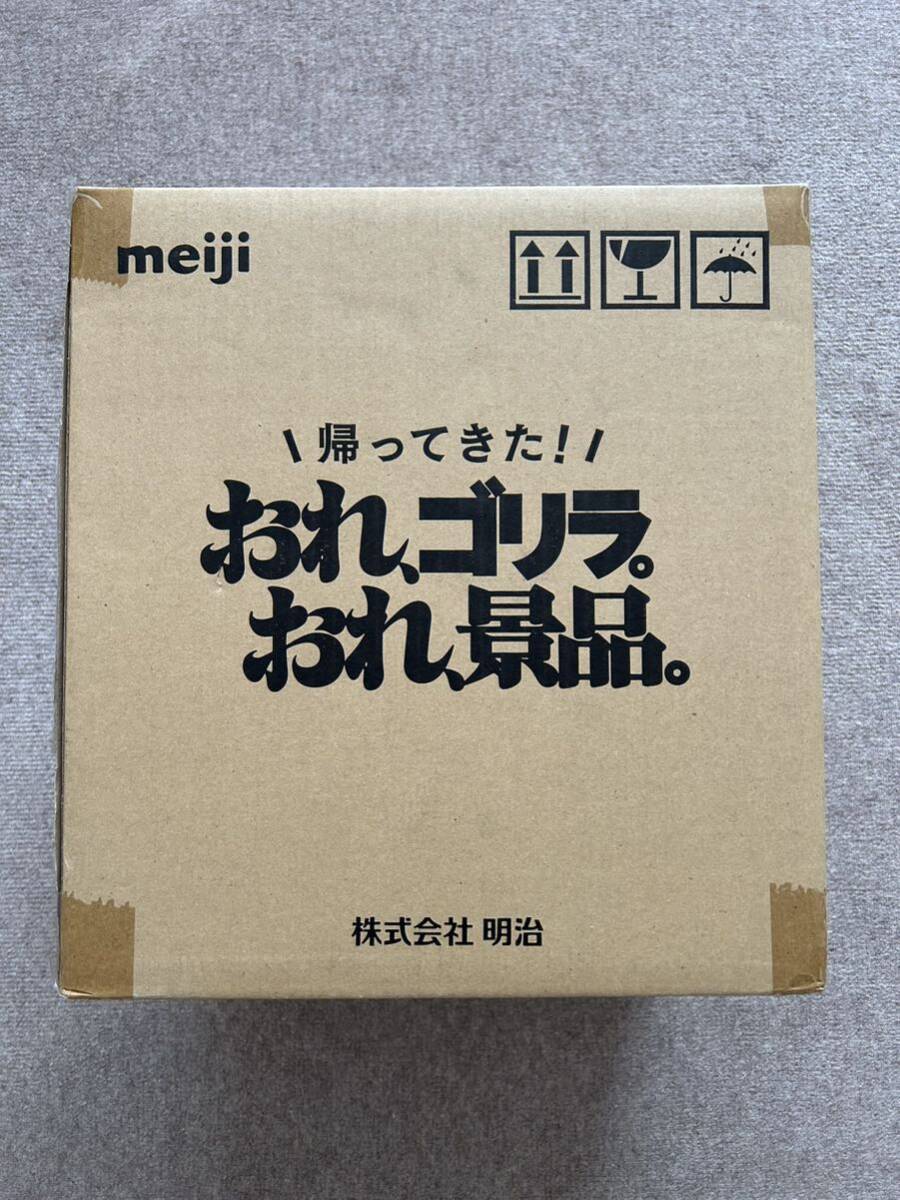 meiji
\ 帰ってきた! /
おれ、ゴリラ。
おれ、景品。
株式会社 明治